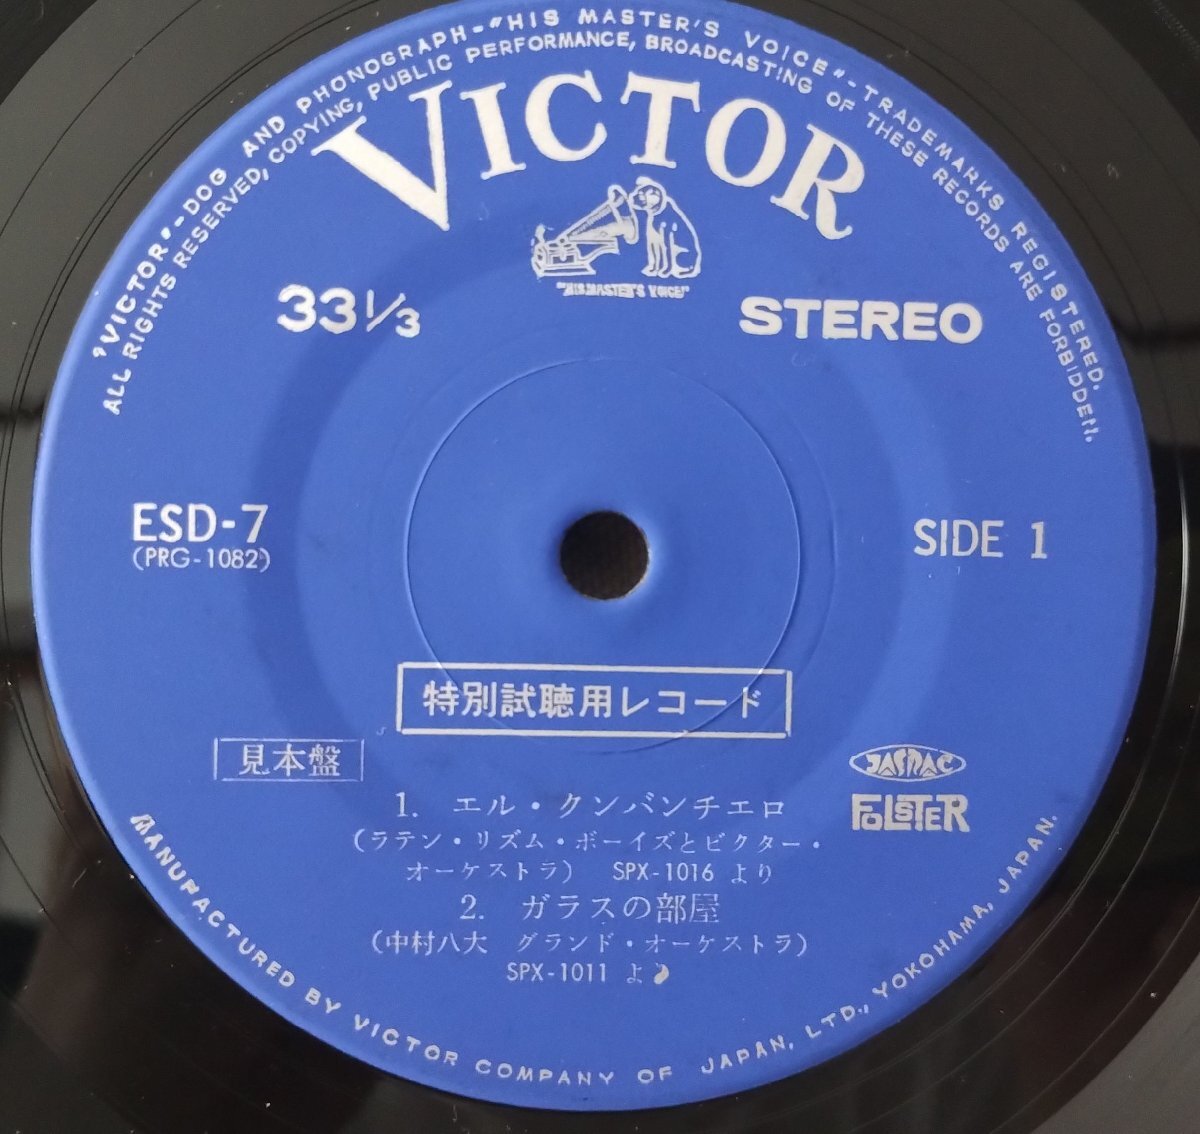 "VICTOR"-DOG AND PHONOGRAPH-"HIS MASTER'S VOICE"-TRADEMARKS REGISTERED.
ALL RIGHTS RESERVED, COPYING, PUBLIC PERFORMANCE, BROADCASTING OF THESE RECORDS ARE FORBIDDEN.
VICTOR
"HIS MASTER'S VOICE"
33 1/3
STEREO
ESD-7
(PRG-1082)
SIDE 1
特別試聴用レコード
見本盤
JASRAC
FOLSTER
1. エル・クンバンチエロ
(ラテン・リズム・ボーイズとビクター・
オーケストラ) SPX-1016 より
2. ガラスの部屋
(中村八大 グランド・オーケストラ)
SPX-1011 より
MANUFACTURED BY VICTOR COMPANY OF JAPAN, LTD., YOKOHAMA, JAPAN.